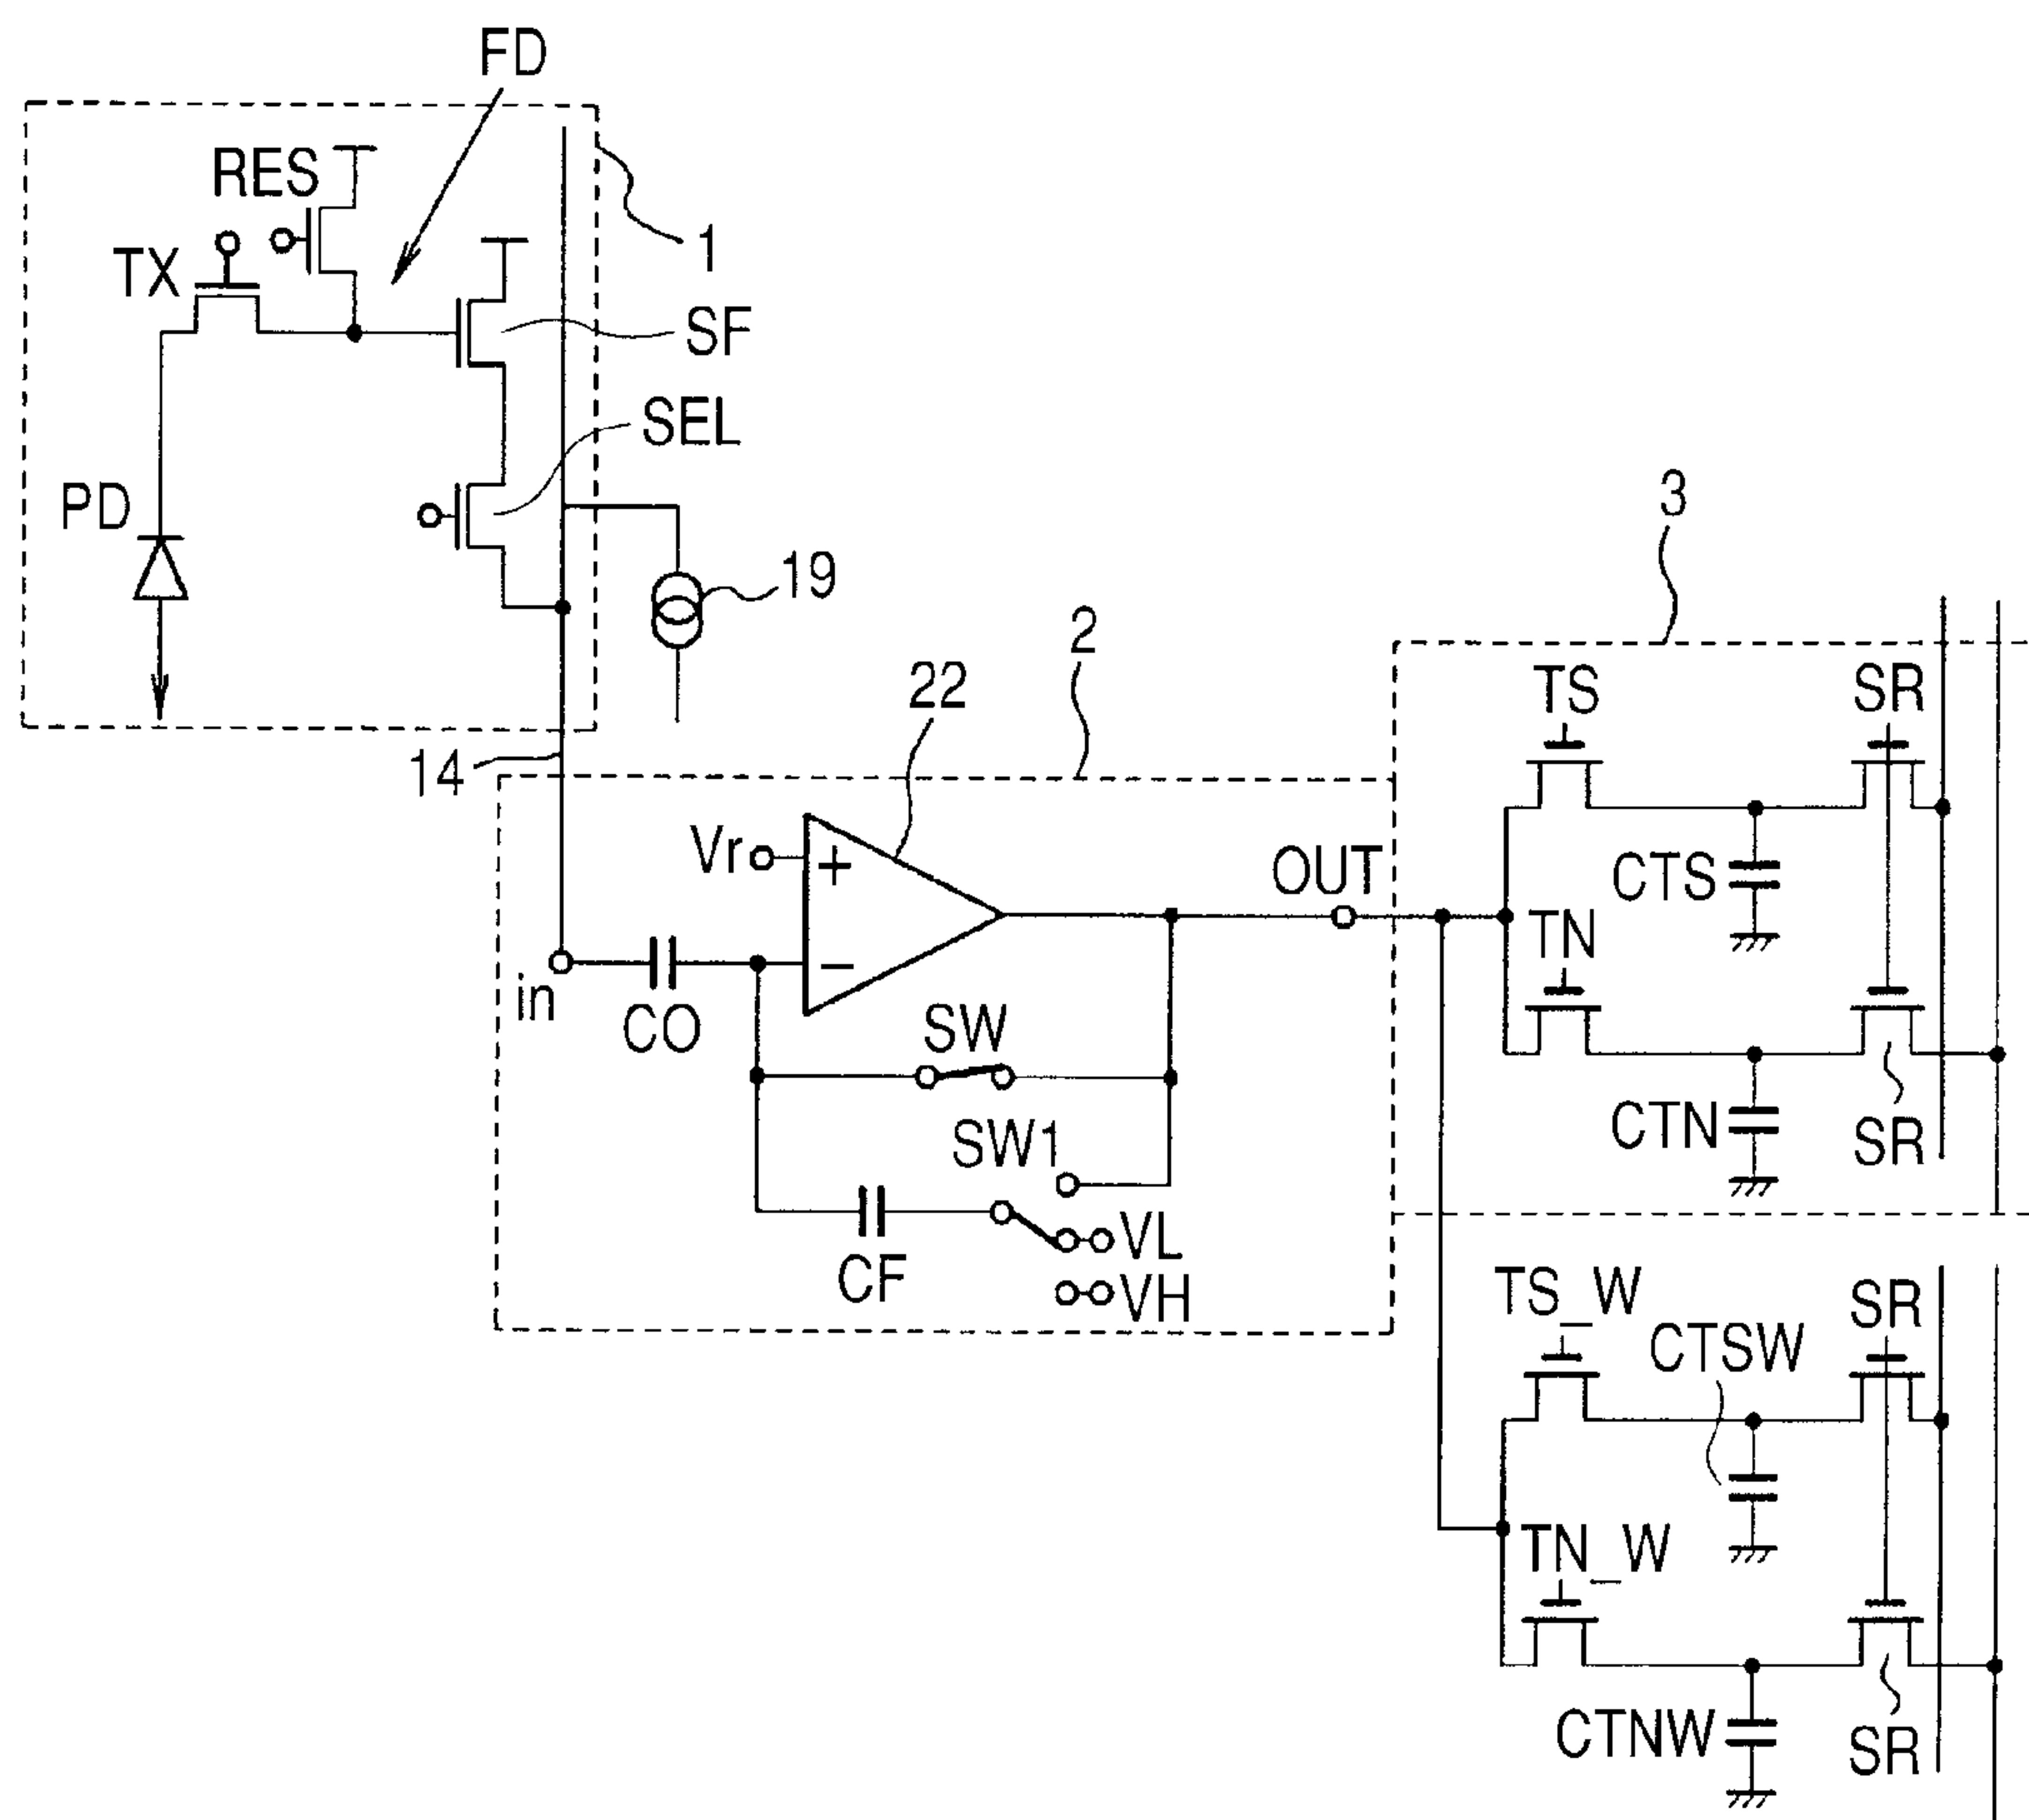 FD
RES
1
TX
SF
SEL
PD
3
19
2
22
TS
SR
14
Vr
+
OUT
CTS
TN
−
in
CO
SW
CTN
SR
SW1
VL
CF
VH
TS_W
SR
CTSW
TN_W
CTNW
SR